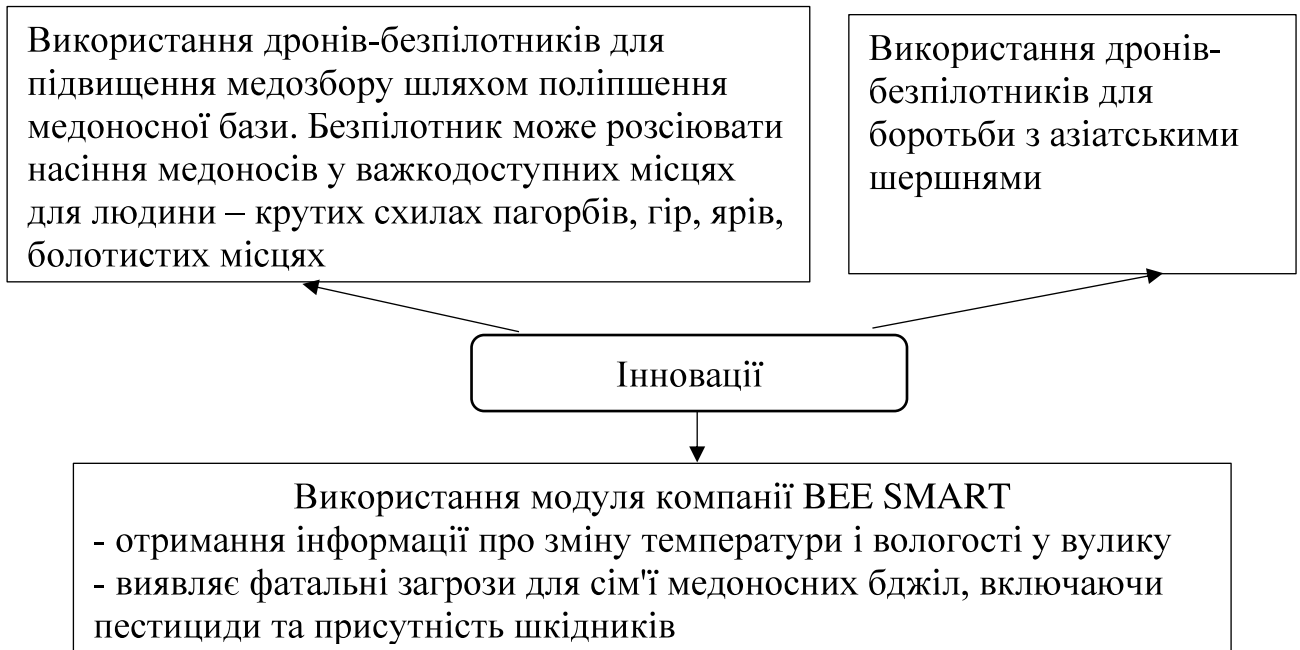 Використання дронів-безпілотників для
підвищення медозбору шляхом поліпшення
медоносної бази. Безпілотник може розсіювати
насіння медоносів у важкодоступних місцях
для людини – крутих схилах пагорбів, гір, ярів,
болотистих місцях
Використання дронів-
безпілотників для
боротьби з азіатськими
шершнями
Інновації
Використання модуля компанії BEE SMART
- отримання інформації про зміну температури і вологості у вулику
- виявляє фатальні загрози для сім'ї медоносних бджіл, включаючи
пестициди та присутність шкідників